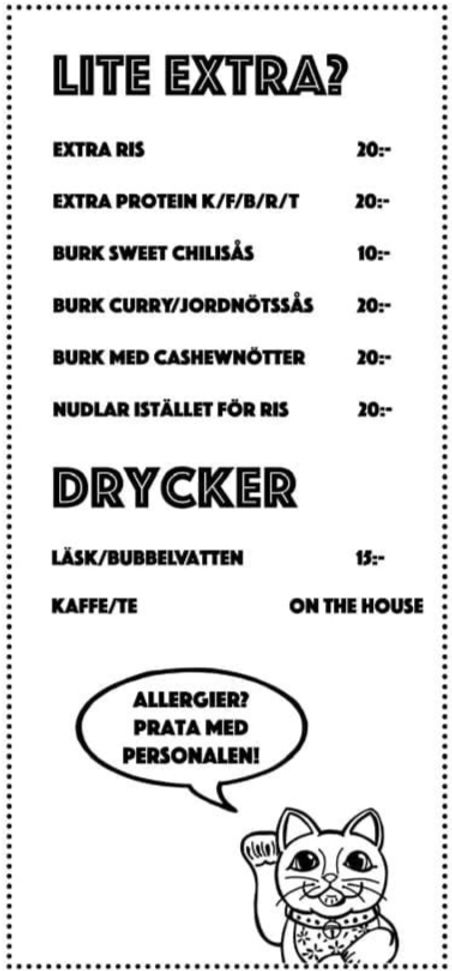 LITE EXTRA?
EXTRA RIS 20:-
EXTRA PROTEIN K/F/B/R/T 20:-
BURK SWEET CHILISÅS 10:-
BURK CURRY/JORDNÖTSSÅS 20:-
BURK MED CASHEWNÖTTER 20:-
NUDLAR ISTÄLLET FÖR RIS 20:-
DRYCKER
LÄSK/BUBBELVATTEN 15:-
KAFFE/TE ON THE HOUSE
ALLERGIER?
PRATA MED
PERSONALEN!